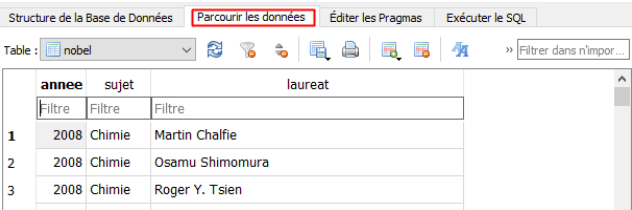 Structure de la Base de Données Parcourir les données Éditer les Pragmas Exécuter le SQL
Table : nobel » Filtrer dans n'impor...
annee sujet laureat
Filtre Filtre Filtre
1 2008 Chimie Martin Chalfie
2 2008 Chimie Osamu Shimomura
3 2008 Chimie Roger Y. Tsien